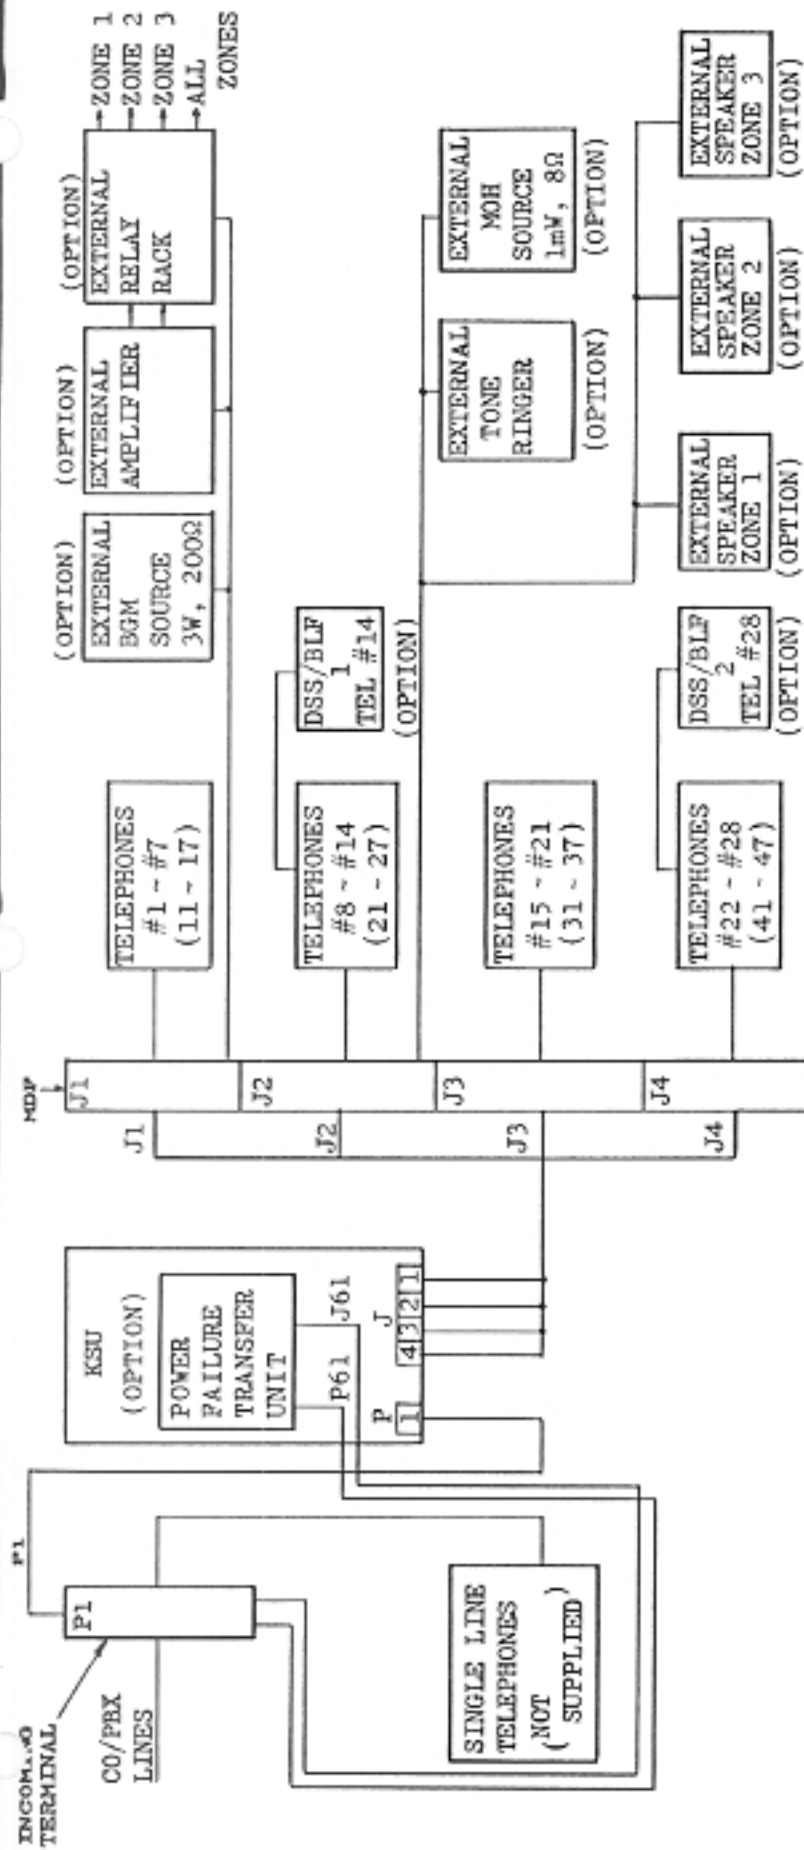 INCOMING
TERMINAL
P1
P1
CO/PBX
LINES
SINGLE LINE
TELEPHONES
(NOT
SUPPLIED)
KSU
(OPTION)
POWER
FAILURE
TRANSFER
UNIT
P61
J61
P
1
J
4 3 2 1
MDF
J1
J2
J3
J4
J1
J2
J3
J4
TELEPHONES
#1 ~ #7
(11 ~ 17)
TELEPHONES
#8 ~ #14
(21 ~ 27)
TELEPHONES
#15 ~ #21
(31 ~ 37)
TELEPHONES
#22 ~ #28
(41 ~ 47)
DSS/BLF
1
TEL #14
(OPTION)
DSS/BLF
2
TEL #28
(OPTION)
(OPTION)
EXTERNAL
BGM
SOURCE
3W, 200Ω
(OPTION)
EXTERNAL
AMPLIFIER
(OPTION)
EXTERNAL
RELAY
RACK
ZONE 1
ZONE 2
ZONE 3
ALL
ZONES
EXTERNAL
TONE
RINGER
(OPTION)
EXTERNAL
MOH
SOURCE
1mW, 8Ω
(OPTION)
EXTERNAL
SPEAKER
ZONE 1
(OPTION)
EXTERNAL
SPEAKER
ZONE 2
(OPTION)
EXTERNAL
SPEAKER
ZONE 3
(OPTION)